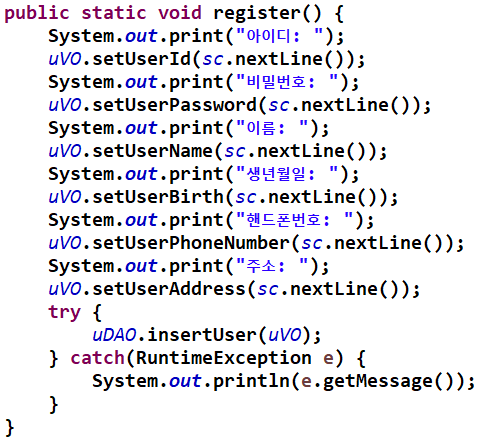 public static void register() {
    System.out.print("아이디: ");
    uVO.setUserId(sc.nextLine());
    System.out.print("비밀번호: ");
    uVO.setUserPassword(sc.nextLine());
    System.out.print("이름: ");
    uVO.setUserName(sc.nextLine());
    System.out.print("생년월일: ");
    uVO.setUserBirth(sc.nextLine());
    System.out.print("핸드폰번호: ");
    uVO.setUserPhoneNumber(sc.nextLine());
    System.out.print("주소: ");
    uVO.setUserAddress(sc.nextLine());
    try {
        uDAO.insertUser(uVO);
    } catch(RuntimeException e) {
        System.out.println(e.getMessage());
    }
}